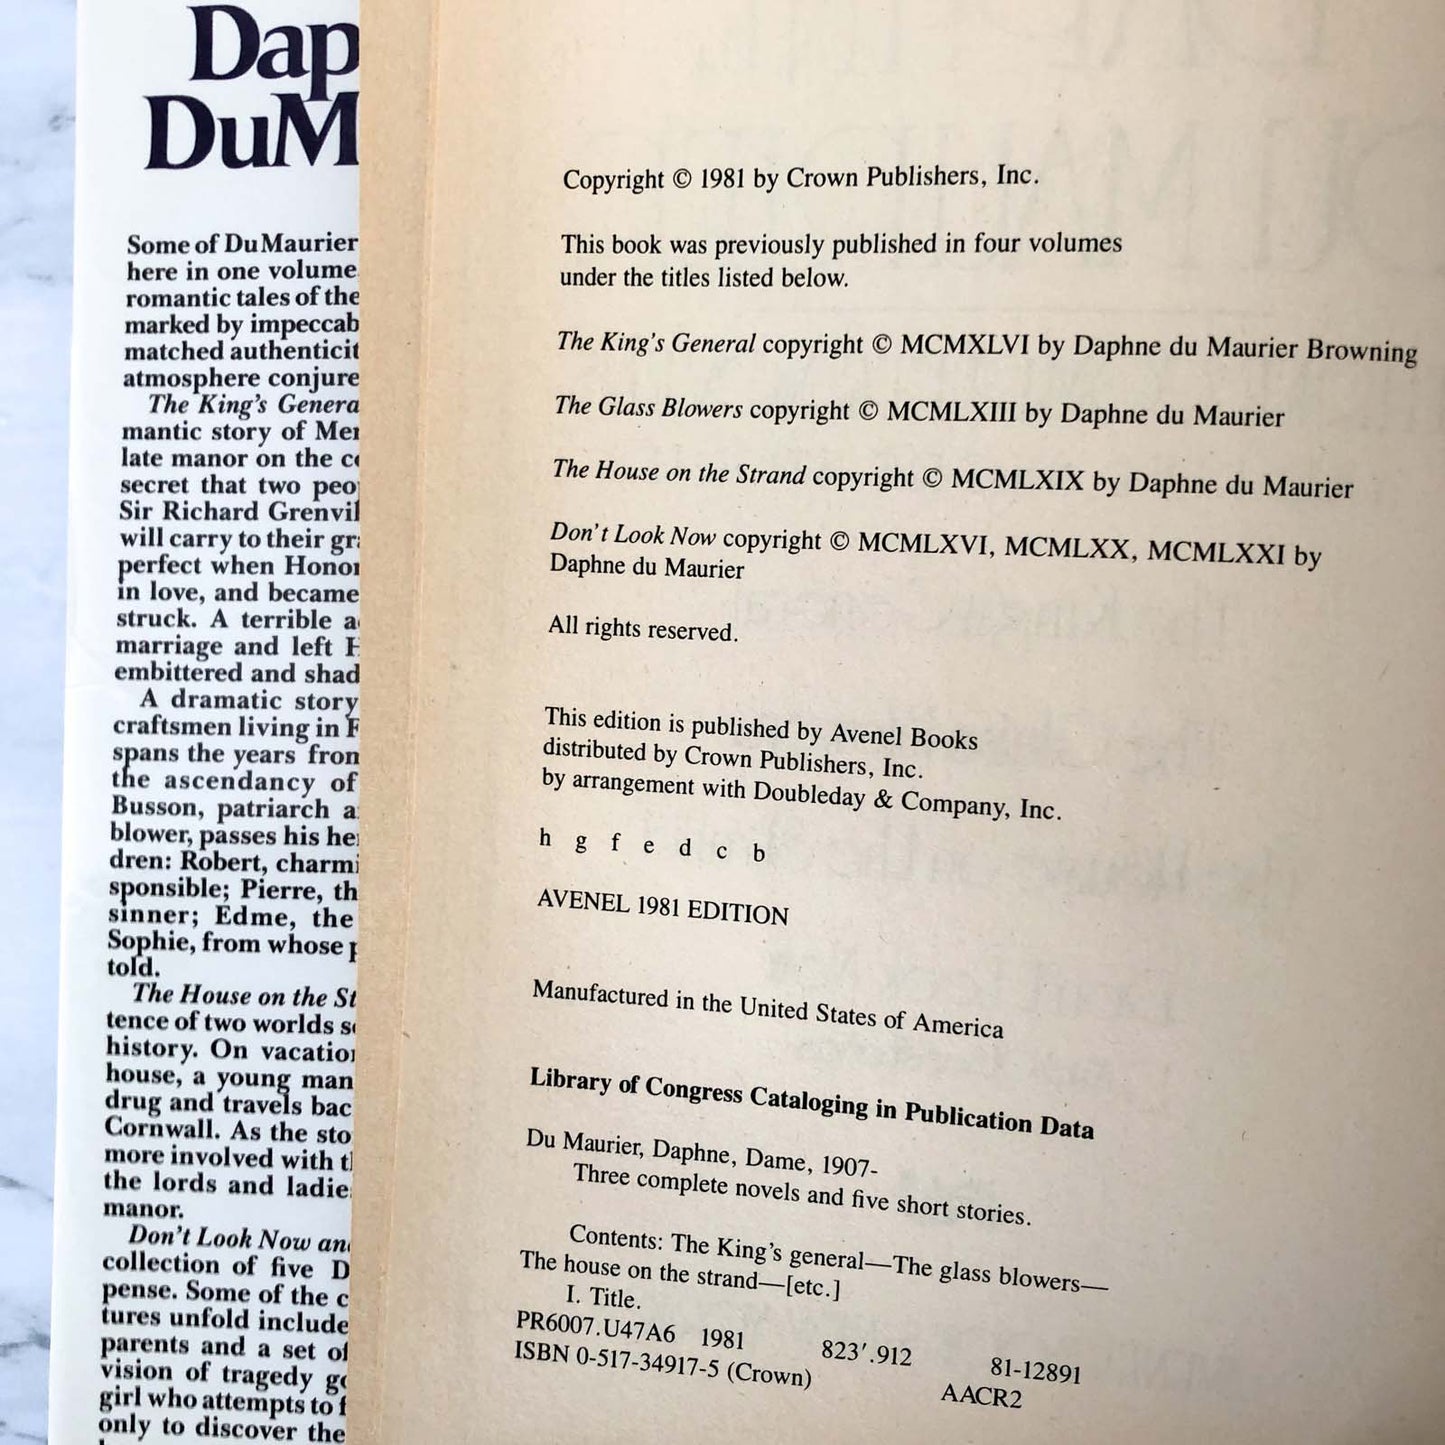 Dap
DuM
Some of DuMaurier
here in one volume
romantic tales of the
marked by impeccab
matched authenticit
atmosphere conjure
The King's Genera
mantic story of Mer
late manor on the c
secret that two peo
Sir Richard Grenvil
will carry to their gr
perfect when Honor
in love, and became
struck. A terrible a
marriage and left H
embittered and shad
A dramatic story
craftsmen living in F
spans the years from
the ascendancy of
Busson, patriarch a
blower, passes his he
dren: Robert, charmi
sponsible; Pierre, th
sinner; Edme, the
Sophie, from whose p
told.
The House on the St
tence of two worlds s
history. On vacation
house, a young man
drug and travels bac
Cornwall. As the sto
more involved with t
the lords and ladie
manor.
Don't Look Now an
collection of five D
pense. Some of the c
tures unfold include
parents and a set of
vision of tragedy g
girl who attempts to f
only to discover the
Copyright © 1981 by Crown Publishers, Inc.
This book was previously published in four volumes
under the titles listed below.
The King's General copyright © MCMXLVI by Daphne du Maurier Browning
The Glass Blowers copyright © MCMLXIII by Daphne du Maurier
The House on the Strand copyright © MCMLXIX by Daphne du Maurier
Don't Look Now copyright © MCMLXVI, MCMLXX, MCMLXXI by
Daphne du Maurier
All rights reserved.
This edition is published by Avenel Books
distributed by Crown Publishers, Inc.
by arrangement with Doubleday & Company, Inc.
h g f e d c b
AVENEL 1981 EDITION
Manufactured in the United States of America
Library of Congress Cataloging in Publication Data
Du Maurier, Daphne, Dame, 1907-
Three complete novels and five short stories.
Contents: The King's general—The glass blowers—
The house on the strand—[etc.]
I. Title.
PR6007.U47A6 1981 823'.912 81-12891
ISBN 0-517-34917-5 (Crown) AACR2